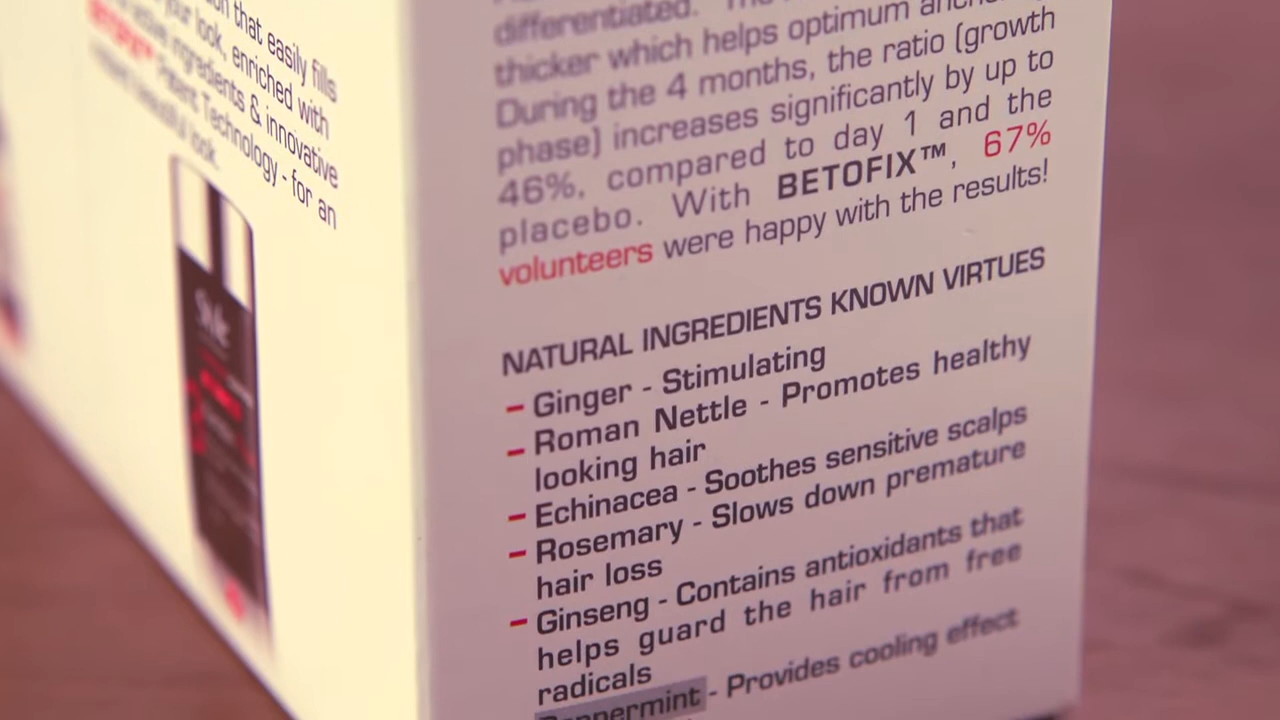 that easily fills
your look, enriched with
ingredients & innovative
Patent Technology - for an
look.
Style
differentiated.
thicker which helps optimum
During the 4 months, the ratio (growth
phase) increases significantly by up to
46%, compared to day 1 and the
placebo. With BETOFIX™, 67%
volunteers were happy with the results!
NATURAL INGREDIENTS KNOWN VIRTUES
- Ginger - Stimulating
- Roman Nettle - Promotes healthy
looking hair
- Echinacea - Soothes sensitive scalps
- Rosemary - Slows down premature
hair loss
- Ginseng - Contains antioxidants that
helps guard the hair from free
radicals
Peppermint - Provides cooling effect